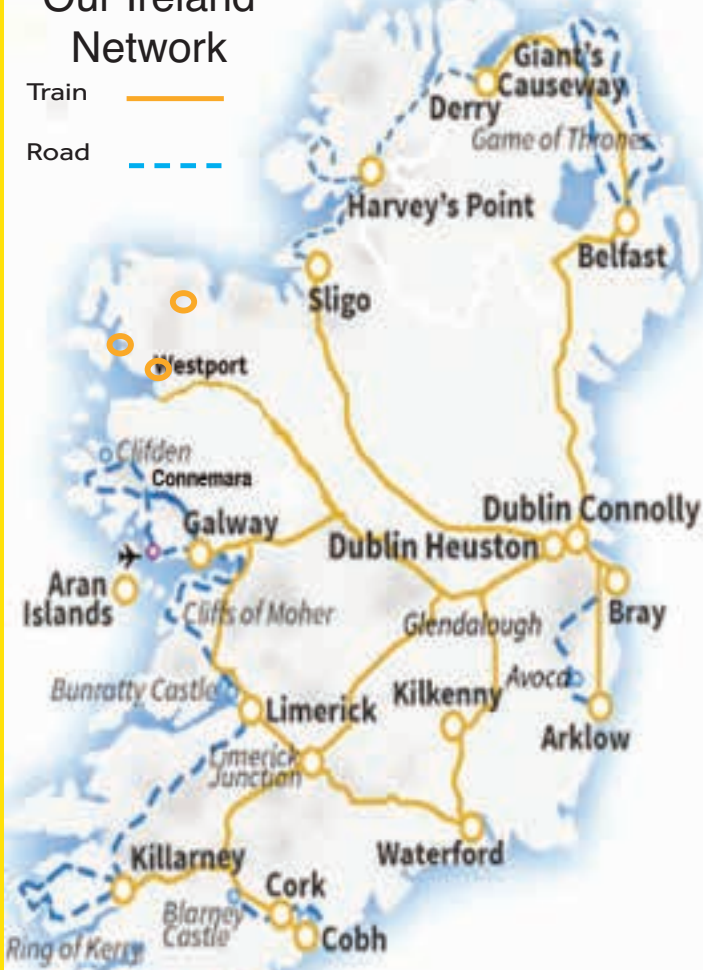 Our Ireland
Network
Train
Road
Giant's
Causeway
Derry
Game of Thrones
Harvey's Point
Belfast
Sligo
Westport
Clifden
Connemara
Dublin Connolly
Galway
Dublin Heuston
Aran
Islands
Bray
Cliffs of Moher
Glendalough
Bunratty Castle
Avoca
Kilkenny
Limerick
Arklow
Limerick
Junction
Waterford
Killarney
Cork
Blarney
Castle
Cobh
Ring of Kerry